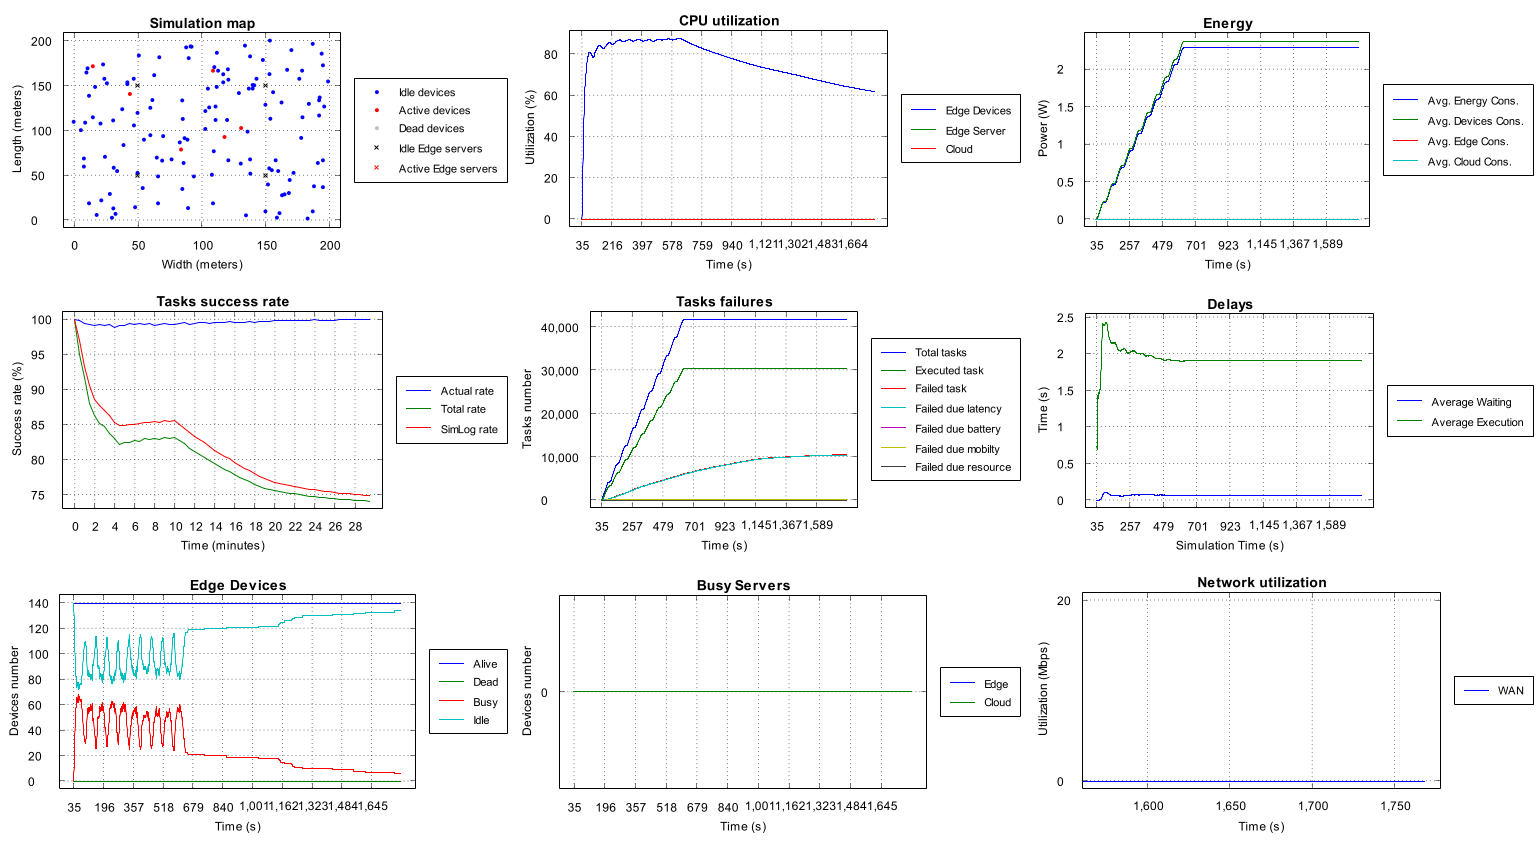 Simulation map
200
150
100
50
0
0 50 100 150 200
Length (meters)
Width (meters)
Idle devices
Active devices
Dead devices
Idle Edge servers
Active Edge servers
CPU utilization
80
60
40
20
0
35 216 397 578 759 940 1,121 1,302 1,483 1,664
Utilization (%)
Time (s)
Edge Devices
Edge Server
Cloud
Energy
2
1.5
1
0.5
0
35 257 479 701 923 1,145 1,367 1,589
Power (W)
Time (s)
Avg. Energy Cons.
Avg. Devices Cons.
Avg. Edge Cons.
Avg. Cloud Cons.
Tasks success rate
100
95
90
85
80
75
0 2 4 6 8 10 12 14 16 18 20 22 24 26 28
Success rate (%)
Time (minutes)
Actual rate
Total rate
SimLog rate
Tasks failures
40,000
30,000
20,000
10,000
0
35 257 479 701 923 1,145 1,367 1,589
Tasks number
Time (s)
Total tasks
Executed task
Failed task
Failed due latency
Failed due battery
Failed due mobilty
Failed due resource
Delays
2.5
2
1.5
1
0.5
0
35 257 479 701 923 1,145 1,367 1,589
Time (s)
Simulation Time (s)
Average Waiting
Average Execution
Edge Devices
140
120
100
80
60
40
20
0
35 196 357 518 679 840 1,001 1,162 1,323 1,484 1,645
Devices number
Time (s)
Alive
Dead
Busy
Idle
Busy Servers
0
35 196 357 518 679 840 1,001 1,162 1,323 1,484 1,645
Devices number
Time (s)
Edge
Cloud
Network utilization
20
0
1,600 1,650 1,700 1,750
Utilization (Mbps)
Time (s)
WAN